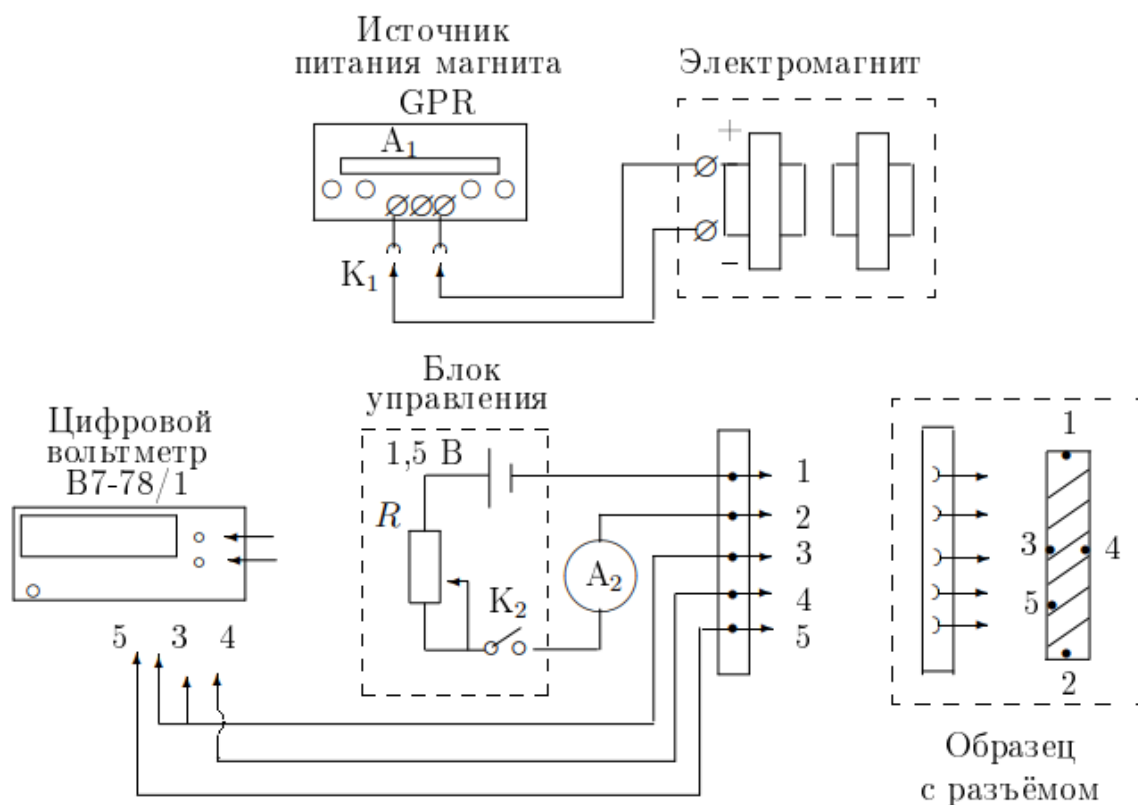 Источник
питания магнита
GPR
A₁
K₁
Электромагнит
+
−
Цифровой
вольтметр
В7-78/1
5 3 4
Блок
управления
1,5 В
R
K₂
A₂
1
2
3
4
5
1
3 4
5
2
Образец
с разъёмом